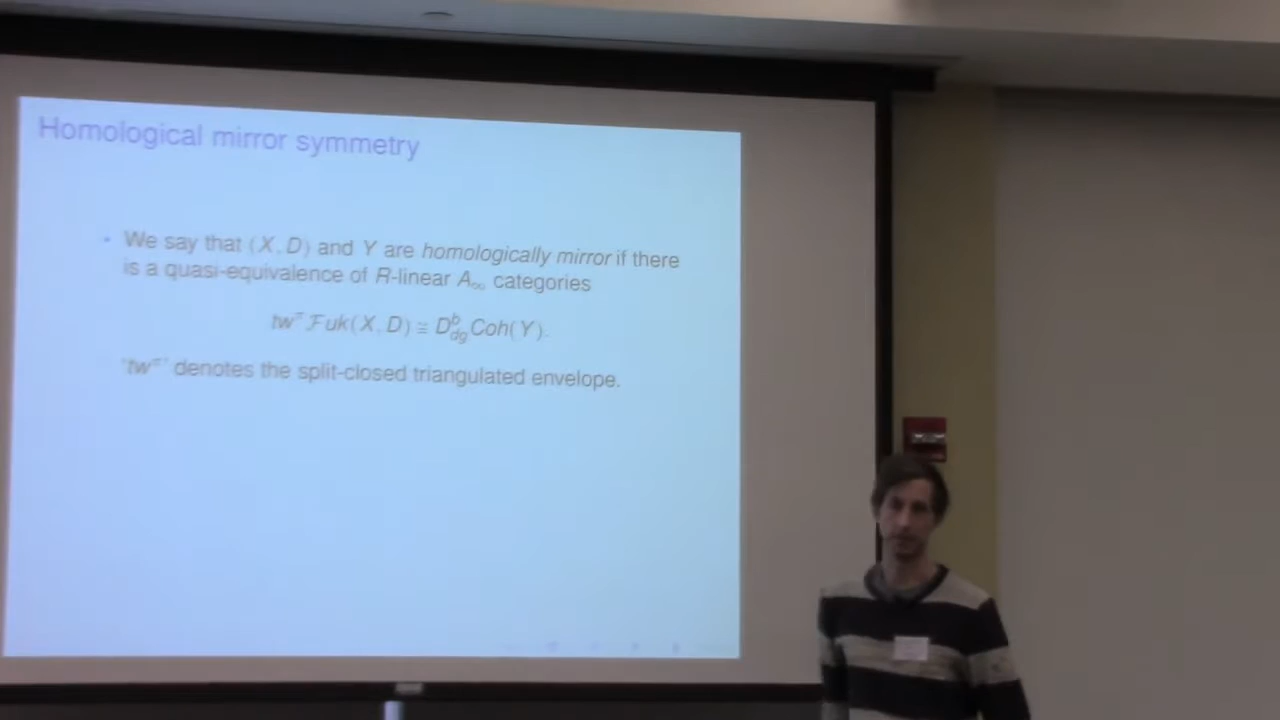 Homological mirror symmetry
• We say that (X, D) and Y are homologically mirror if there
is a quasi-equivalence of R-linear A∞ categories
tw^π Fuk(X, D) ≅ D^b_dg Coh(Y).
'tw^π' denotes the split-closed triangulated envelope.